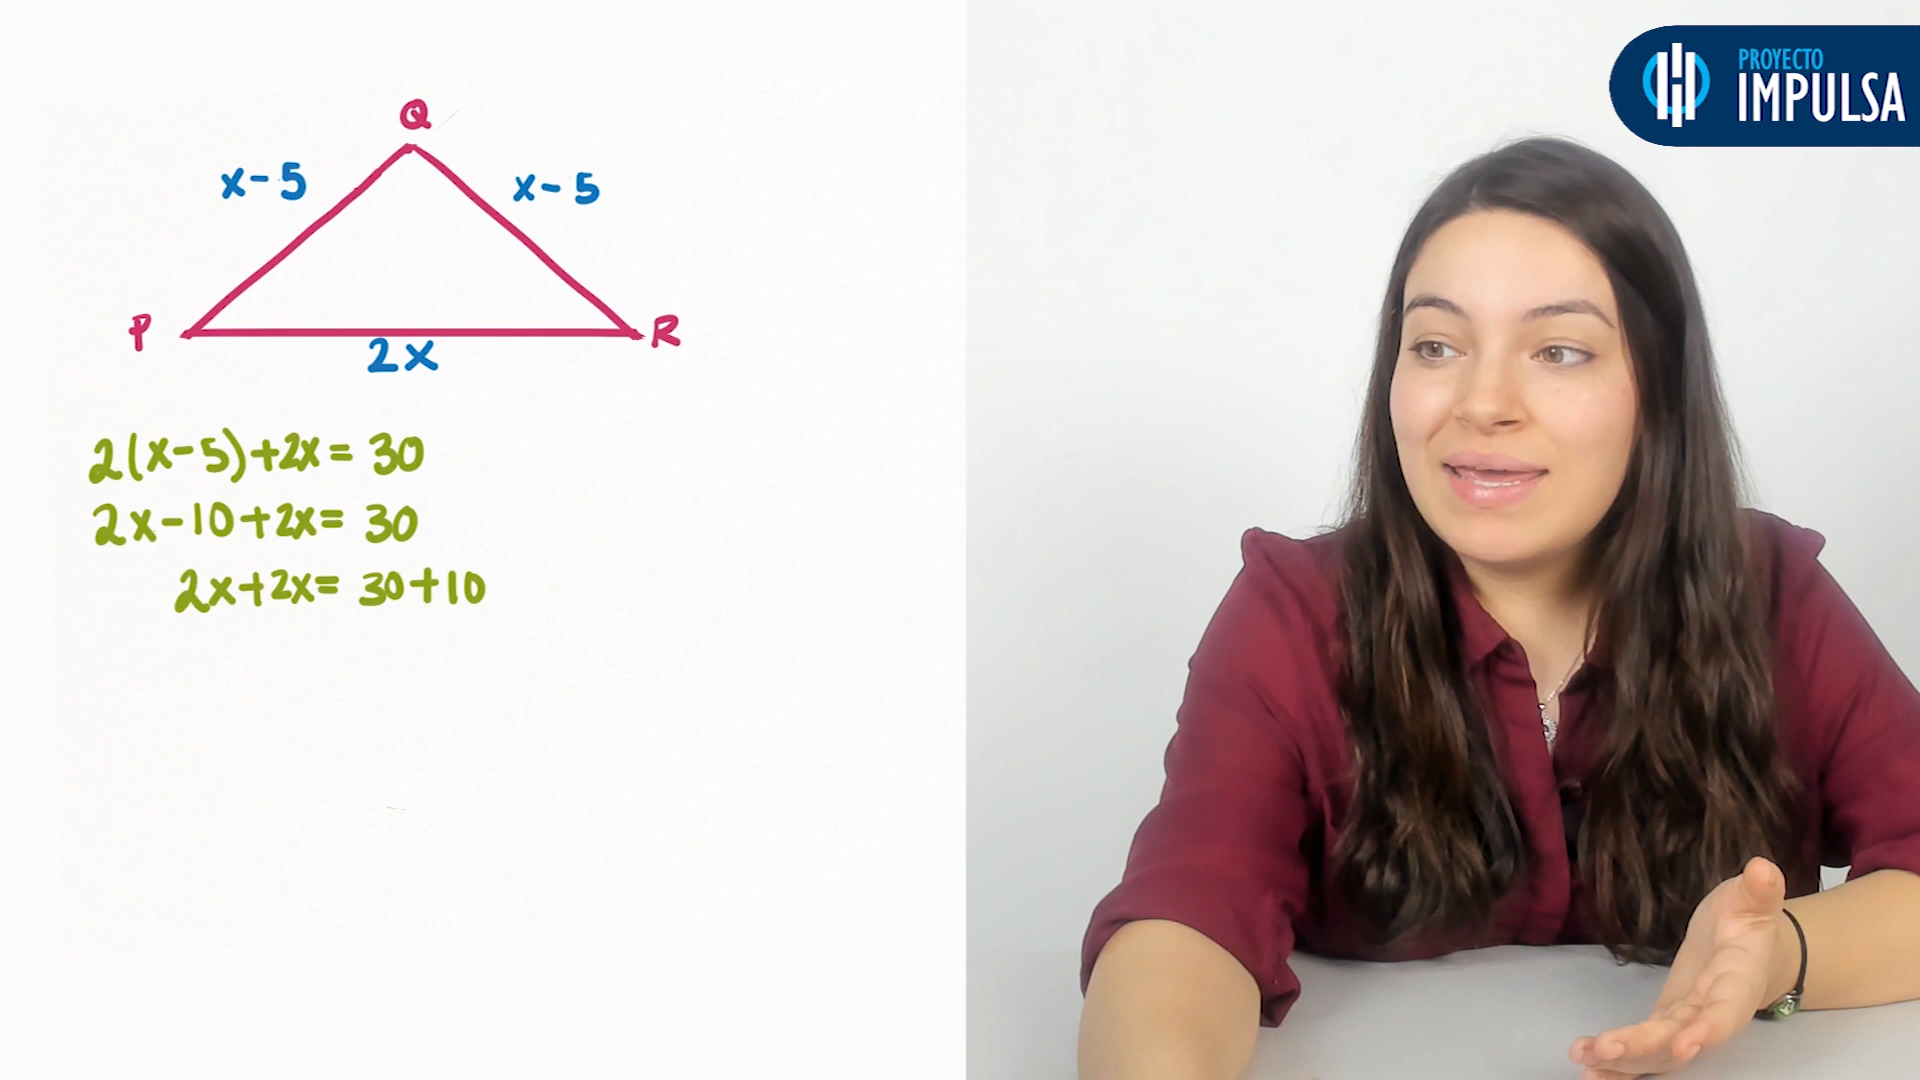 Q
x-5
x-5
P
R
2x
2(x-5)+2x= 30
2x-10+2x= 30
2x+2x= 30+10
PROYECTO
IMPULSA